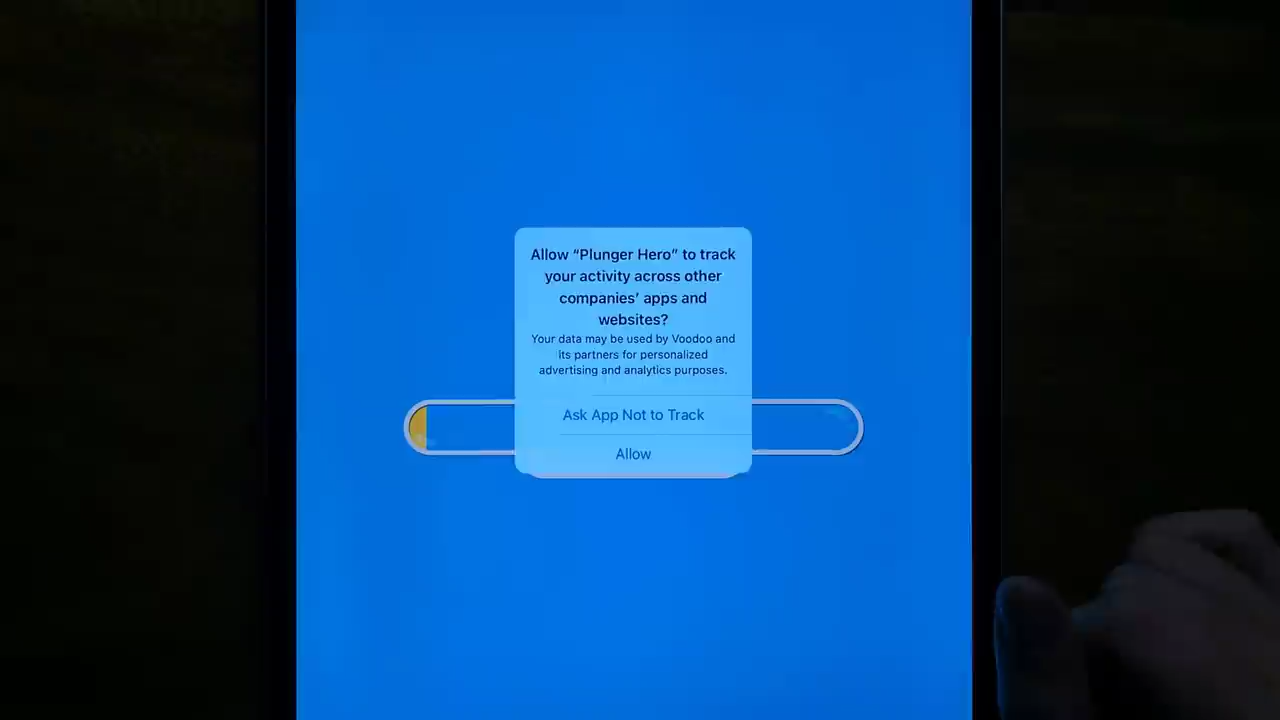 Allow “Plunger Hero” to track
your activity across other
companies’ apps and
websites?
Your data may be used by Voodoo and
its partners for personalized
advertising and analytics purposes.
Ask App Not to Track
Allow